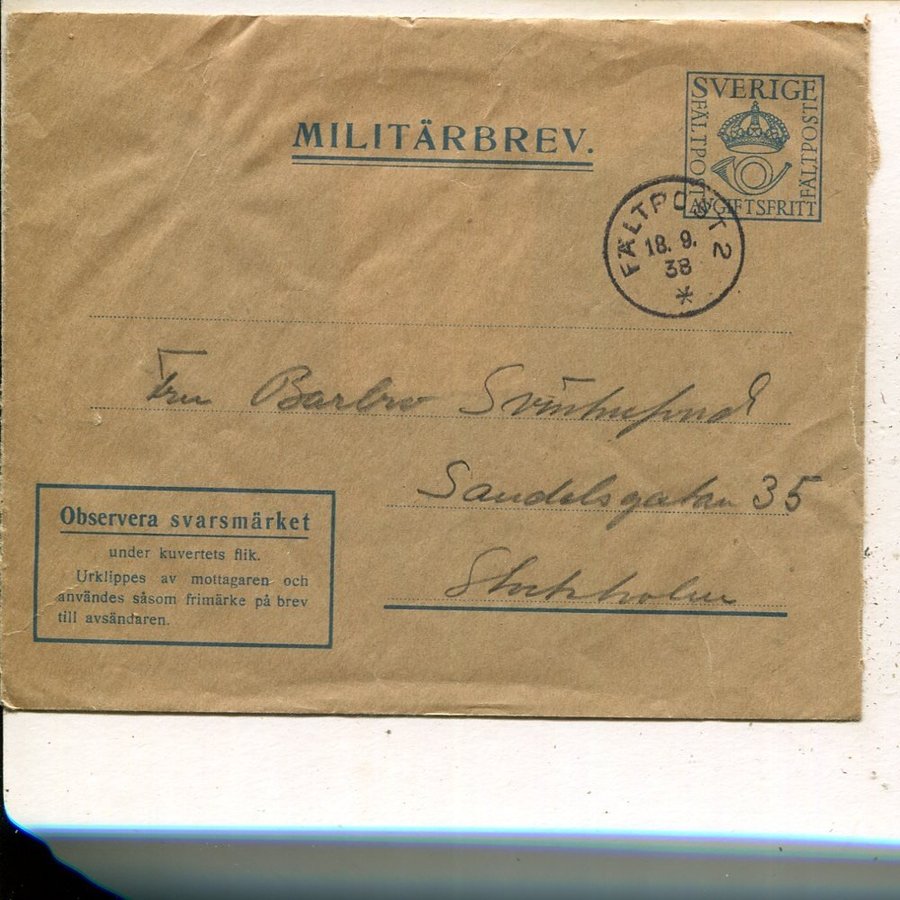 MILITÄRBREV.
SVERIGE
FÄLTPOST
FÄLTPOST
AVGIFTSFRITT
FÄLTPOST 2
18. 9.
38
*
Fru Barbro
Sandelsgatan 35
Stockholm
Observera svarsmärket
under kuvertets flik.
Urklippes av mottagaren och
användes såsom frimärke på brev
till avsändaren.